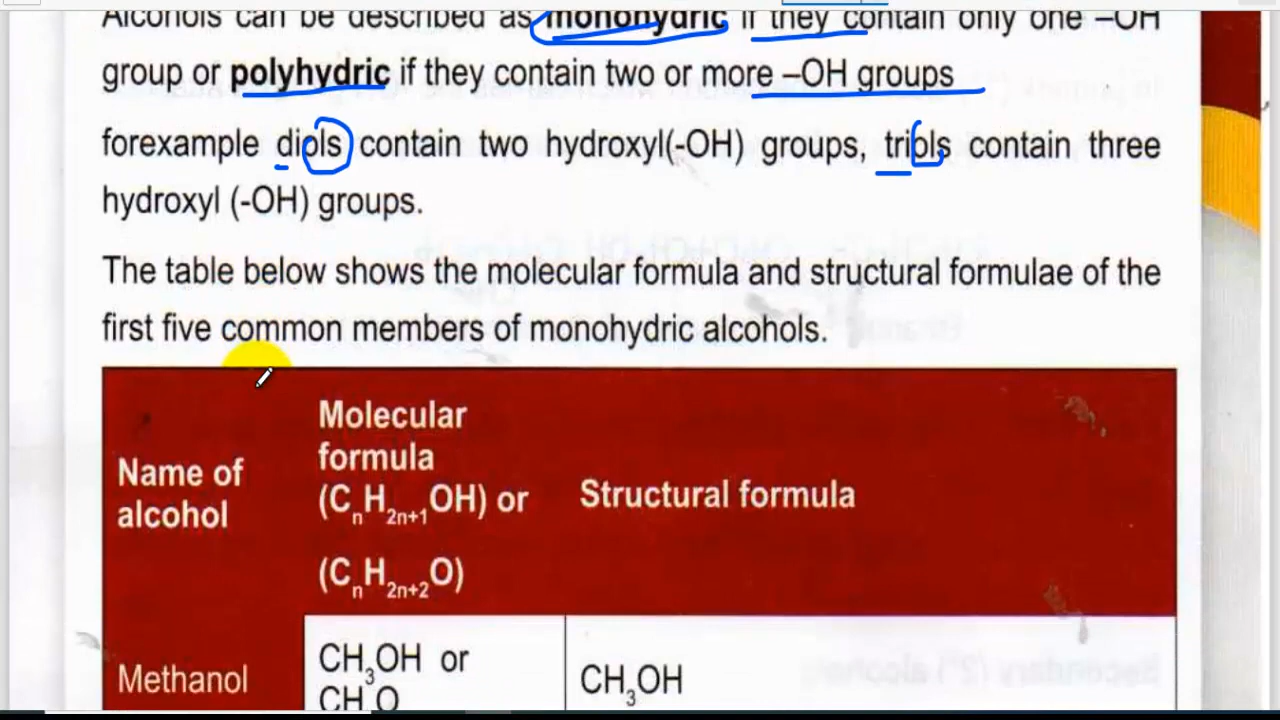 Alcohols can be described as monohydric if they contain only one –OH
group or polyhydric if they contain two or more –OH groups
forexample diols contain two hydroxyl(-OH) groups, triols contain three
hydroxyl (-OH) groups.
The table below shows the molecular formula and structural formulae of the
first five common members of monohydric alcohols.
Name of
alcohol
Molecular
formula
(CₙH₂ₙ₊₁OH) or
(CₙH₂ₙ₊₂O)
Structural formula
Methanol
CH₃OH or
CH₄O
CH₃OH